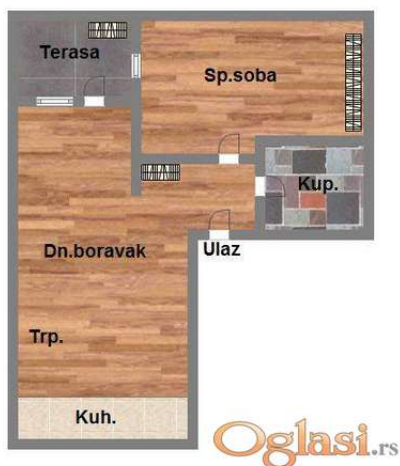 Terasa
Sp.soba
Kup.
Dn.boravak
Ulaz
Trp.
Kuh.
Oglasi.rs